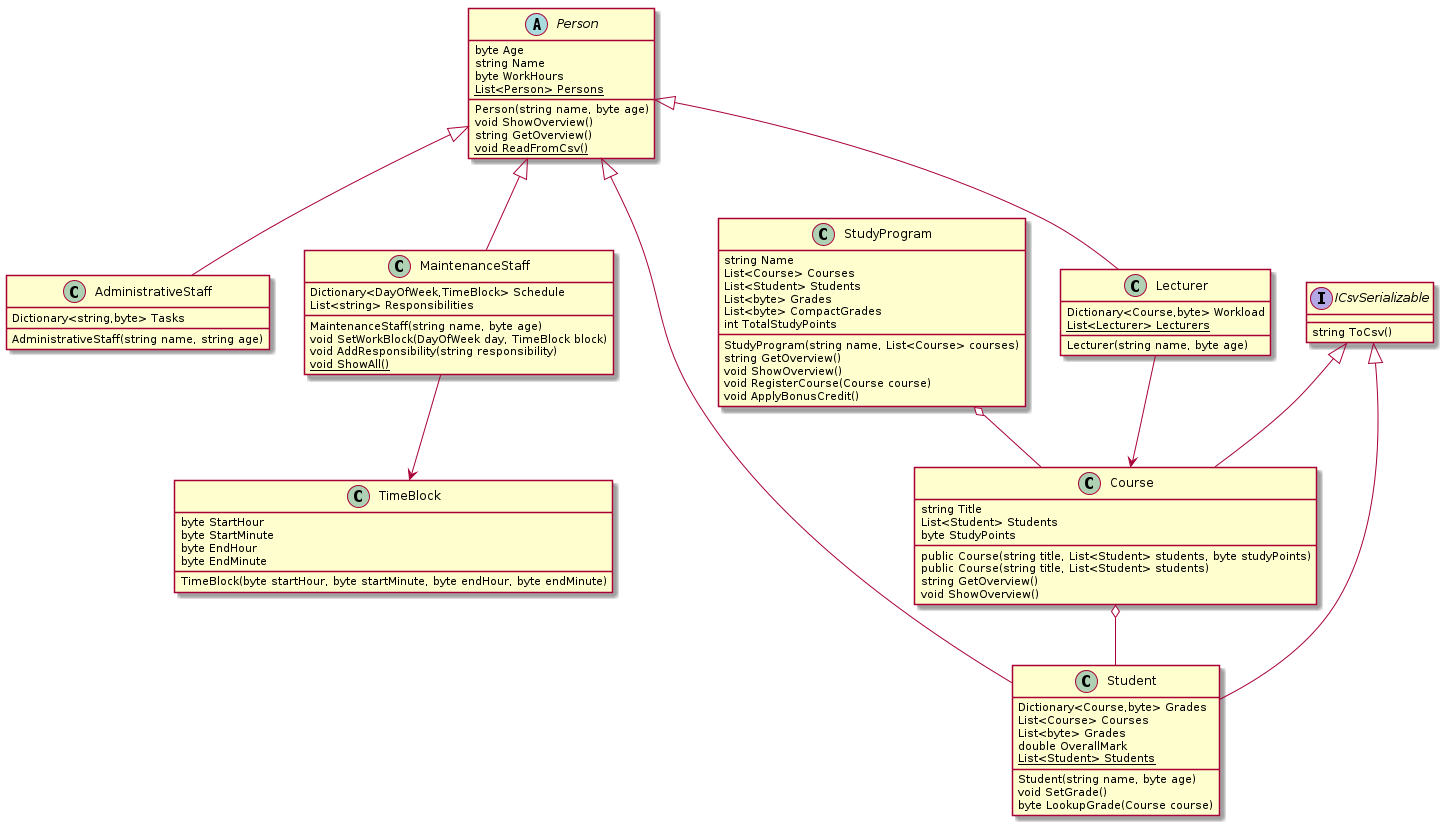 A Person
byte Age
string Name
byte WorkHours
List<Person> Persons
Person(string name, byte age)
void ShowOverview()
string GetOverview()
void ReadFromCsv()
C AdministrativeStaff
Dictionary<string,byte> Tasks
AdministrativeStaff(string name, string age)
C MaintenanceStaff
Dictionary<DayOfWeek,TimeBlock> Schedule
List<string> Responsibilities
MaintenanceStaff(string name, byte age)
void SetWorkBlock(DayOfWeek day, TimeBlock block)
void AddResponsibility(string responsibility)
void ShowAll()
C StudyProgram
string Name
List<Course> Courses
List<Student> Students
List<byte> Grades
List<byte> CompactGrades
int TotalStudyPoints
StudyProgram(string name, List<Course> courses)
string GetOverview()
void ShowOverview()
void RegisterCourse(Course course)
void ApplyBonusCredit()
C Lecturer
Dictionary<Course,byte> Workload
List<Lecturer> Lecturers
Lecturer(string name, byte age)
I ICsvSerializable
string ToCsv()
C TimeBlock
byte StartHour
byte StartMinute
byte EndHour
byte EndMinute
TimeBlock(byte startHour, byte startMinute, byte endHour, byte endMinute)
C Course
string Title
List<Student> Students
byte StudyPoints
public Course(string title, List<Student> students, byte studyPoints)
public Course(string title, List<Student> students)
string GetOverview()
void ShowOverview()
C Student
Dictionary<Course,byte> Grades
List<Course> Courses
List<byte> Grades
double OverallMark
List<Student> Students
Student(string name, byte age)
void SetGrade()
byte LookupGrade(Course course)